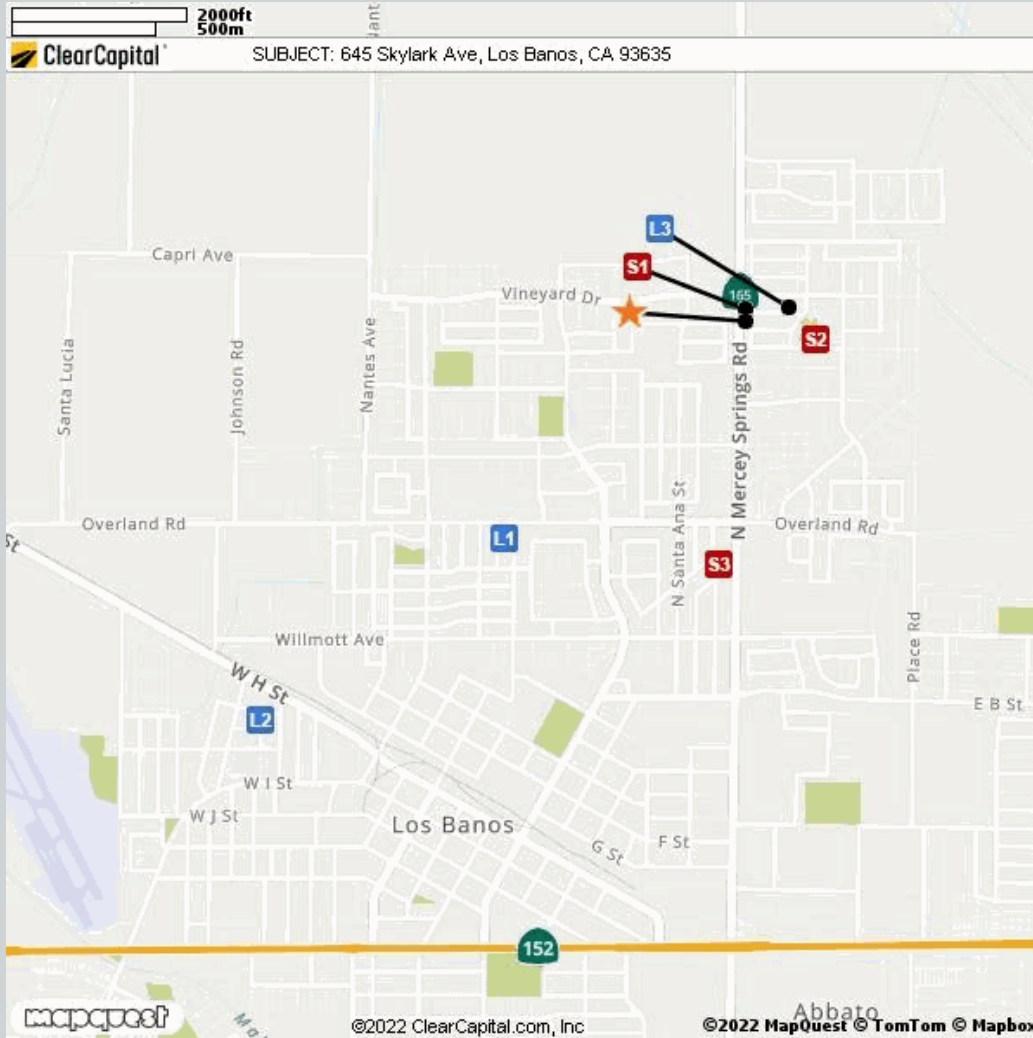 2000ft
500m
Nant
ClearCapital
SUBJECT: 645 Skylark Ave, Los Banos, CA 93635
L3
Capri Ave
S1
Vineyard Dr
165
S2
Santa Lucia
Johnson Rd
Nantes Ave
N Mercey Springs Rd
N Santa Ana St
Overland Rd
L1
Overland Rd
St
S3
Willmott Ave
Place Rd
W H St
E B St
L2
W I St
W J St
Los Banos
G St
F St
152
mapquest
Abbato
©2022 ClearCapital.com, Inc
©2022 MapQuest © TomTom © Mapbox